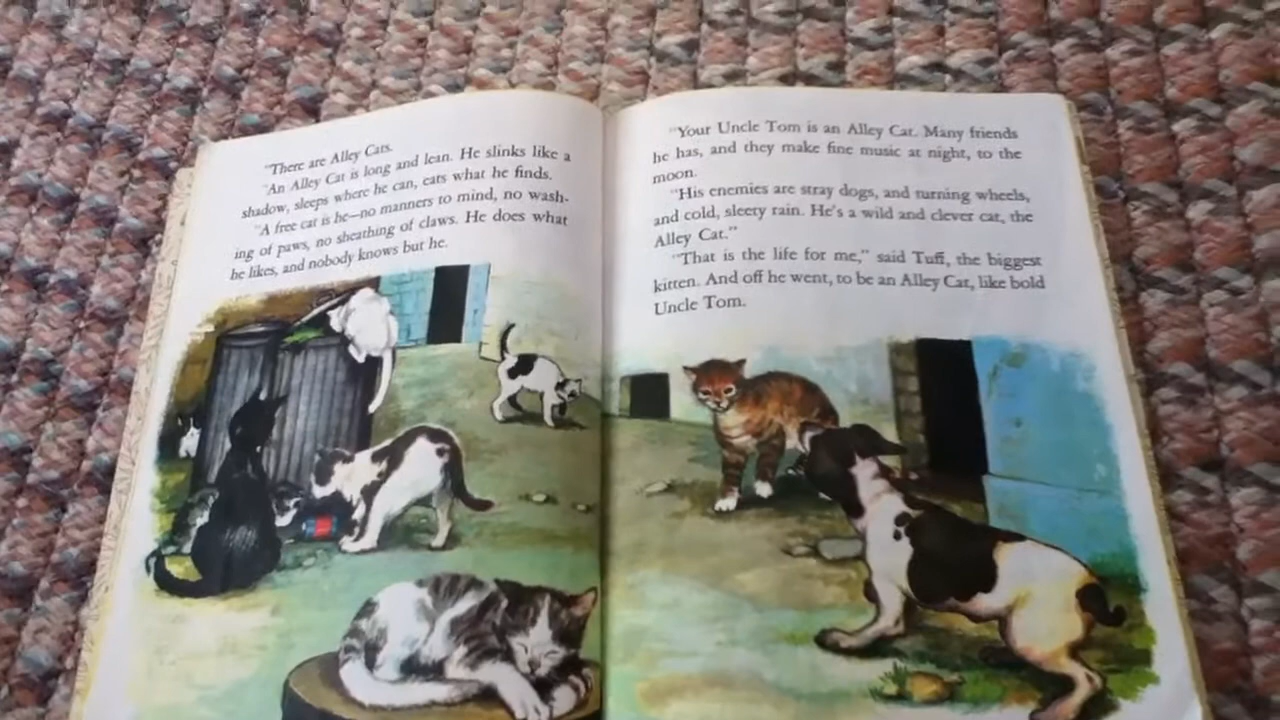 "There are Alley Cats.
"An Alley Cat is long and lean. He slinks like a
shadow, sleeps where he can, eats what he finds.
"A free cat is he—no manners to mind, no wash-
ing of paws, no sheathing of claws. He does what
he likes, and nobody knows but he.
"Your Uncle Tom is an Alley Cat. Many friends
he has, and they make fine music at night, to the
moon.
"His enemies are stray dogs, and turning wheels,
and cold, sleety rain. He's a wild and clever cat, the
Alley Cat."
"That is the life for me," said Tuff, the biggest
kitten. And off he went, to be an Alley Cat, like bold
Uncle Tom.